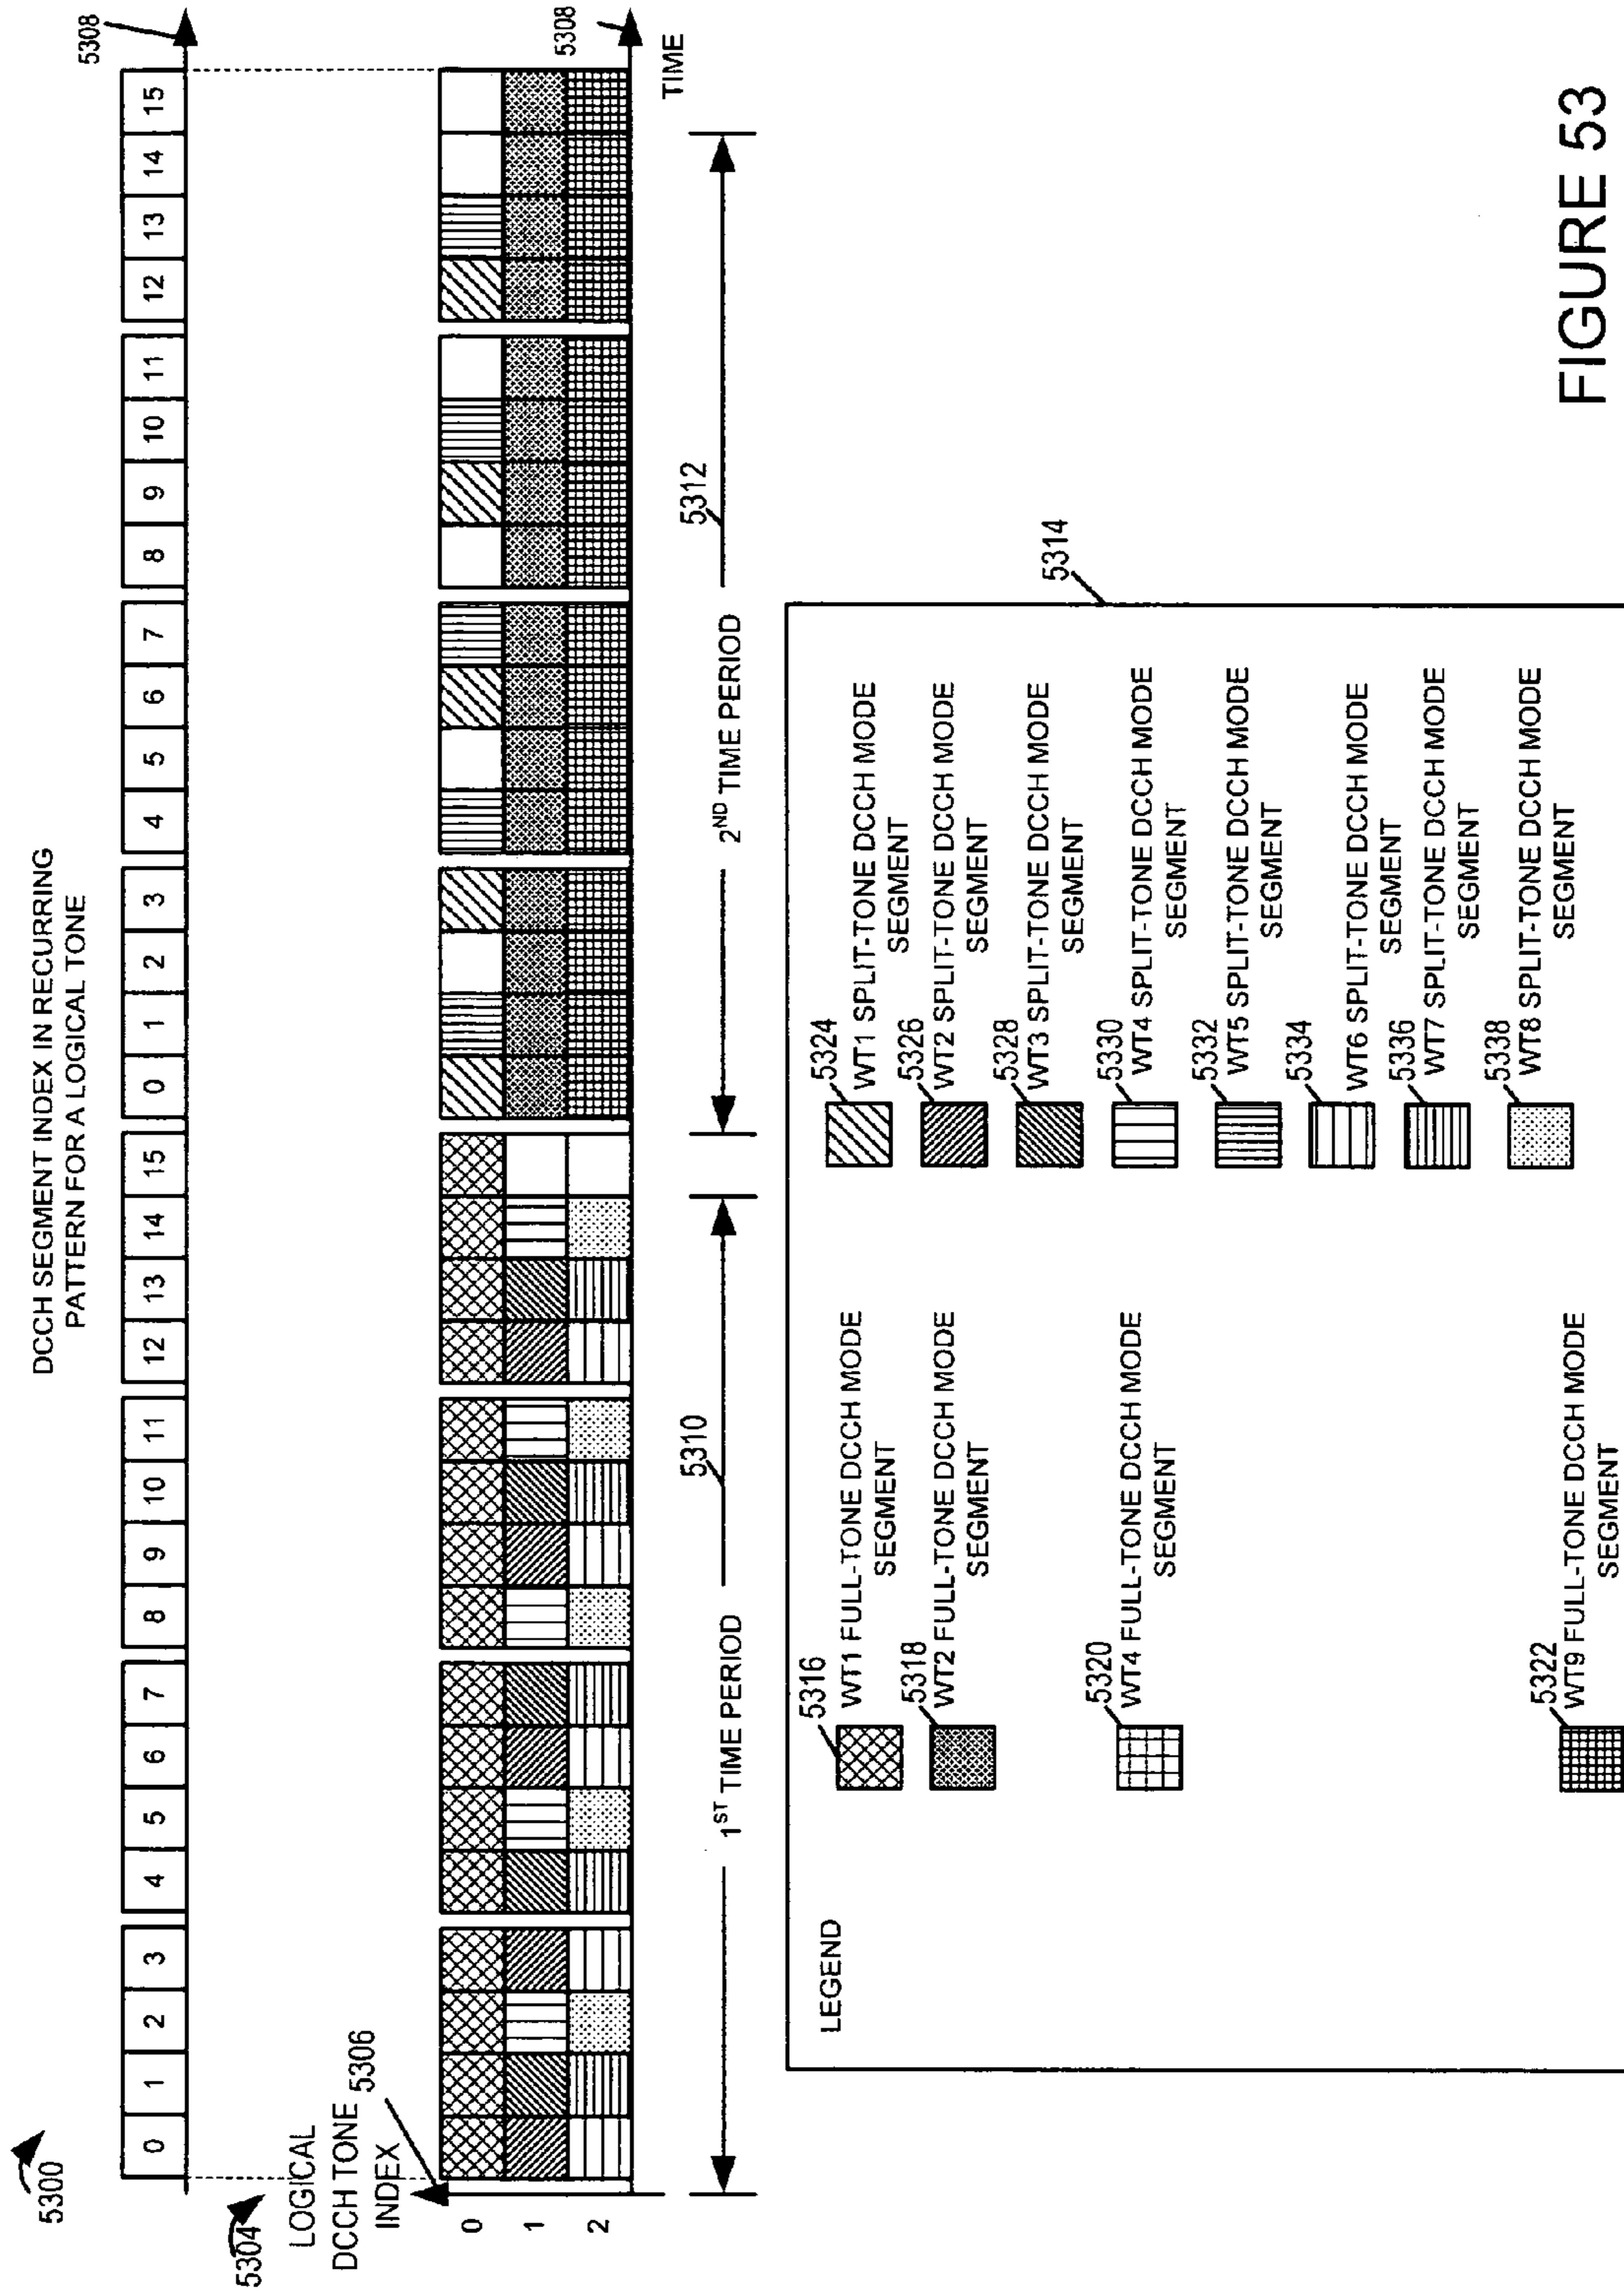 5300
DCCH SEGMENT INDEX IN RECURRING
PATTERN FOR A LOGICAL TONE
0 1 2 3 4 5 6 7 8 9 10 11 12 13 14 15 0 1 2 3 4 5 6 7 8 9 10 11 12 13 14 15
5308
5304
LOGICAL
DCCH TONE
INDEX
5306
0
1
2
5308
TIME
1ST TIME PERIOD
5310
2ND TIME PERIOD
5312
5314
LEGEND
5316
WT1 FULL-TONE DCCH MODE
SEGMENT
5318
WT2 FULL-TONE DCCH MODE
SEGMENT
5320
WT4 FULL-TONE DCCH MODE
SEGMENT
5322
WT9 FULL-TONE DCCH MODE
SEGMENT
5324
WT1 SPLIT-TONE DCCH MODE
SEGMENT
5326
WT2 SPLIT-TONE DCCH MODE
SEGMENT
5328
WT3 SPLIT-TONE DCCH MODE
SEGMENT
5330
WT4 SPLIT-TONE DCCH MODE
SEGMENT
5332
WT5 SPLIT-TONE DCCH MODE
SEGMENT
5334
WT6 SPLIT-TONE DCCH MODE
SEGMENT
5336
WT7 SPLIT-TONE DCCH MODE
SEGMENT
5338
WT8 SPLIT-TONE DCCH MODE
SEGMENT
FIGURE 53